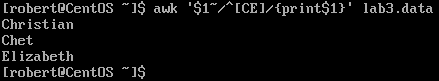 [robert@CentOS ~]$ awk '$1~/^[CE]/{print$1}' lab3.data
Christian
Chet
Elizabeth
[robert@CentOS ~]$